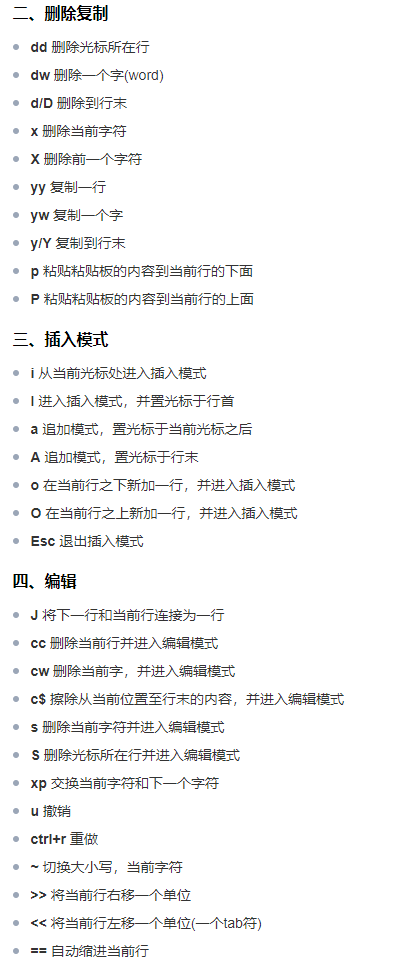 二、删除复制
dd 删除光标所在行
dw 删除一个字(word)
d/D 删除到行末
x 删除当前字符
X 删除前一个字符
yy 复制一行
yw 复制一个字
y/Y 复制到行末
p 粘贴粘贴板的内容到当前行的下面
P 粘贴粘贴板的内容到当前行的上面
三、插入模式
i 从当前光标处进入插入模式
I 进入插入模式，并置光标于行首
a 追加模式，置光标于当前光标之后
A 追加模式，置光标于行末
o 在当前行之下新加一行，并进入插入模式
O 在当前行之上新加一行，并进入插入模式
Esc 退出插入模式
四、编辑
J 将下一行和当前行连接为一行
cc 删除当前行并进入编辑模式
cw 删除当前字，并进入编辑模式
c$ 擦除从当前位置至行末的内容，并进入编辑模式
s 删除当前字符并进入编辑模式
S 删除光标所在行并进入编辑模式
xp 交换当前字符和下一个字符
u 撤销
ctrl+r 重做
~ 切换大小写，当前字符
>> 将当前行右移一个单位
<< 将当前行左移一个单位(一个tab符)
== 自动缩进当前行